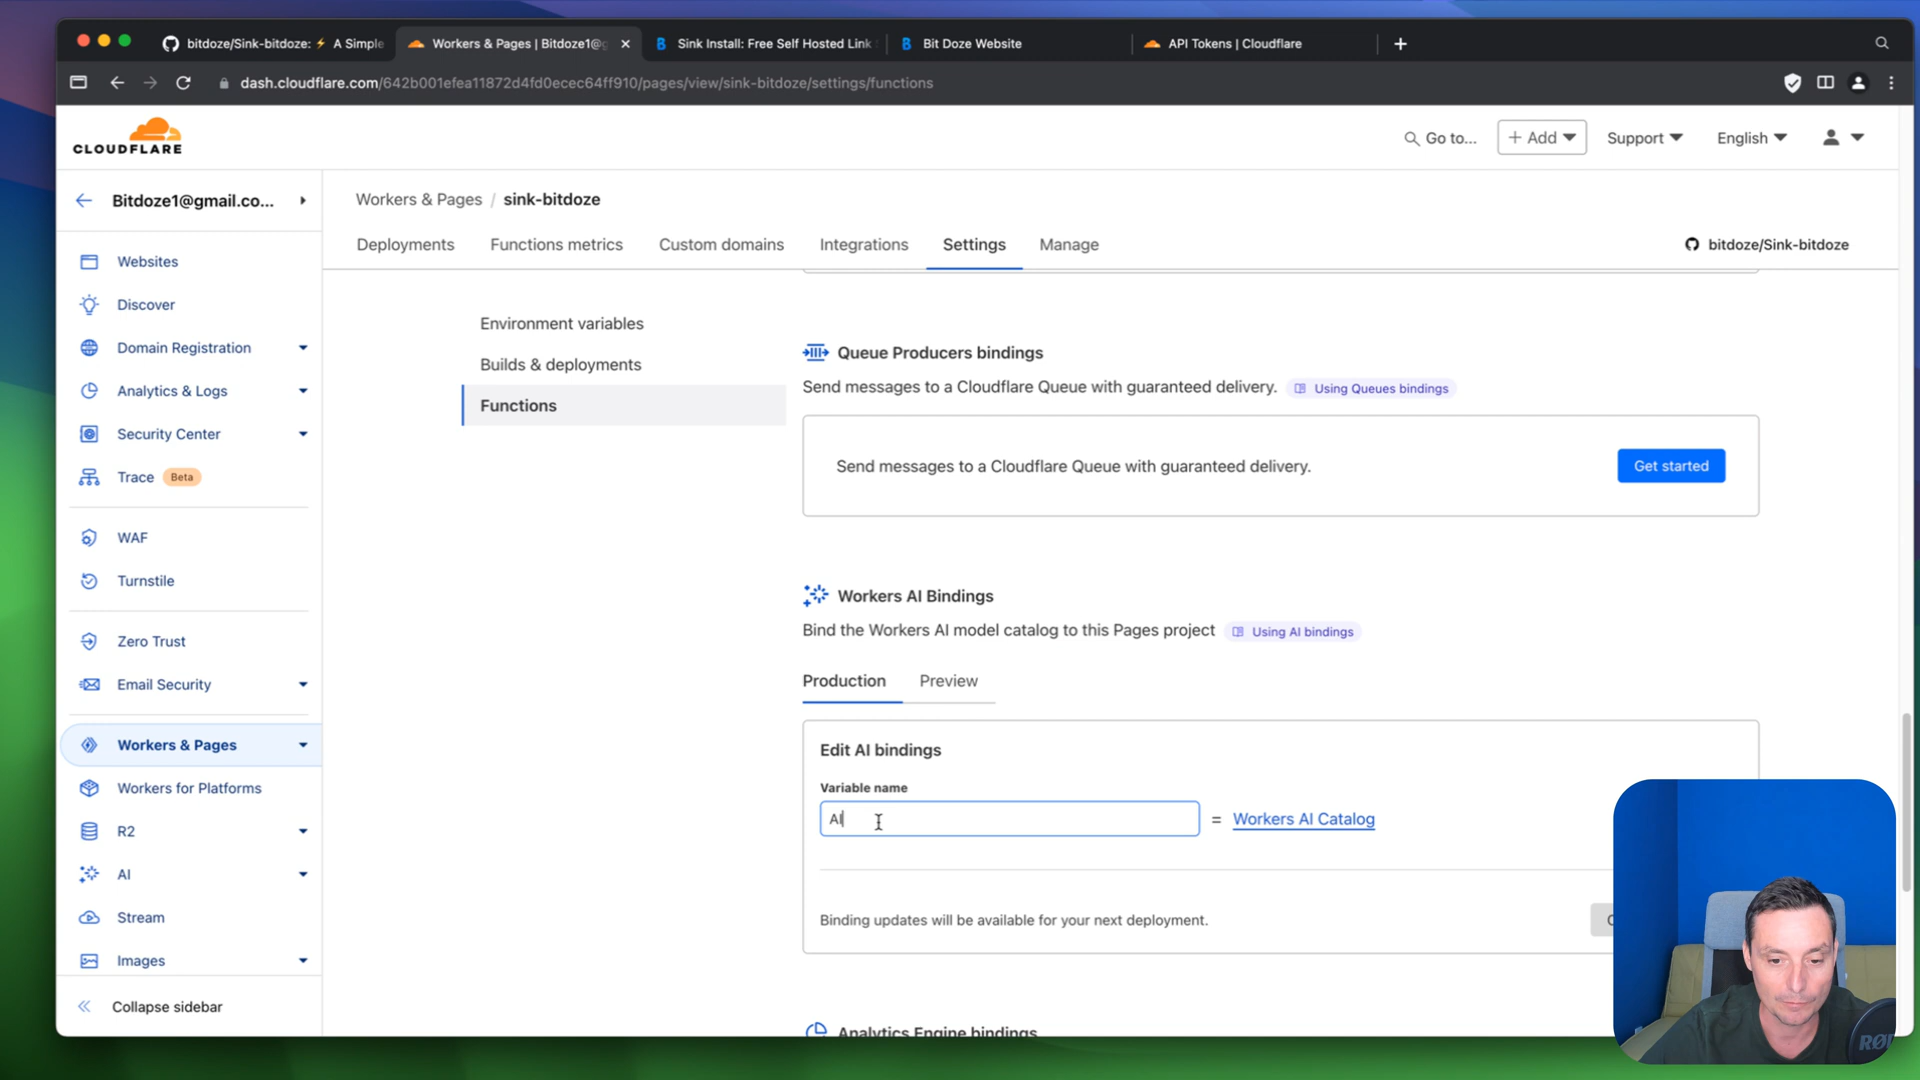 bitdoze/Sink-bitdoze: ⚡ A Simple
Workers & Pages | Bitdoze1@g
Sink Install: Free Self Hosted Link
Bit Doze Website
API Tokens | Cloudflare
dash.cloudflare.com/642b001efea11872d4fd0ecec64ff910/pages/view/sink-bitdoze/settings/functions
CLOUDFLARE
Go to...
+ Add
Support
English
Bitdoze1@gmail.co...
Workers & Pages / sink-bitdoze
Deployments
Functions metrics
Custom domains
Integrations
Settings
Manage
bitdoze/Sink-bitdoze
Websites
Discover
Domain Registration
Analytics & Logs
Security Center
Trace Beta
WAF
Turnstile
Zero Trust
Email Security
Workers & Pages
Workers for Platforms
R2
AI
Stream
Images
Collapse sidebar
Environment variables
Builds & deployments
Functions
Queue Producers bindings
Send messages to a Cloudflare Queue with guaranteed delivery. Using Queues bindings
Send messages to a Cloudflare Queue with guaranteed delivery.
Get started
Workers AI Bindings
Bind the Workers AI model catalog to this Pages project Using AI bindings
Production
Preview
Edit AI bindings
Variable name
AI
= Workers AI Catalog
Binding updates will be available for your next deployment.
Analytics Engine bindings